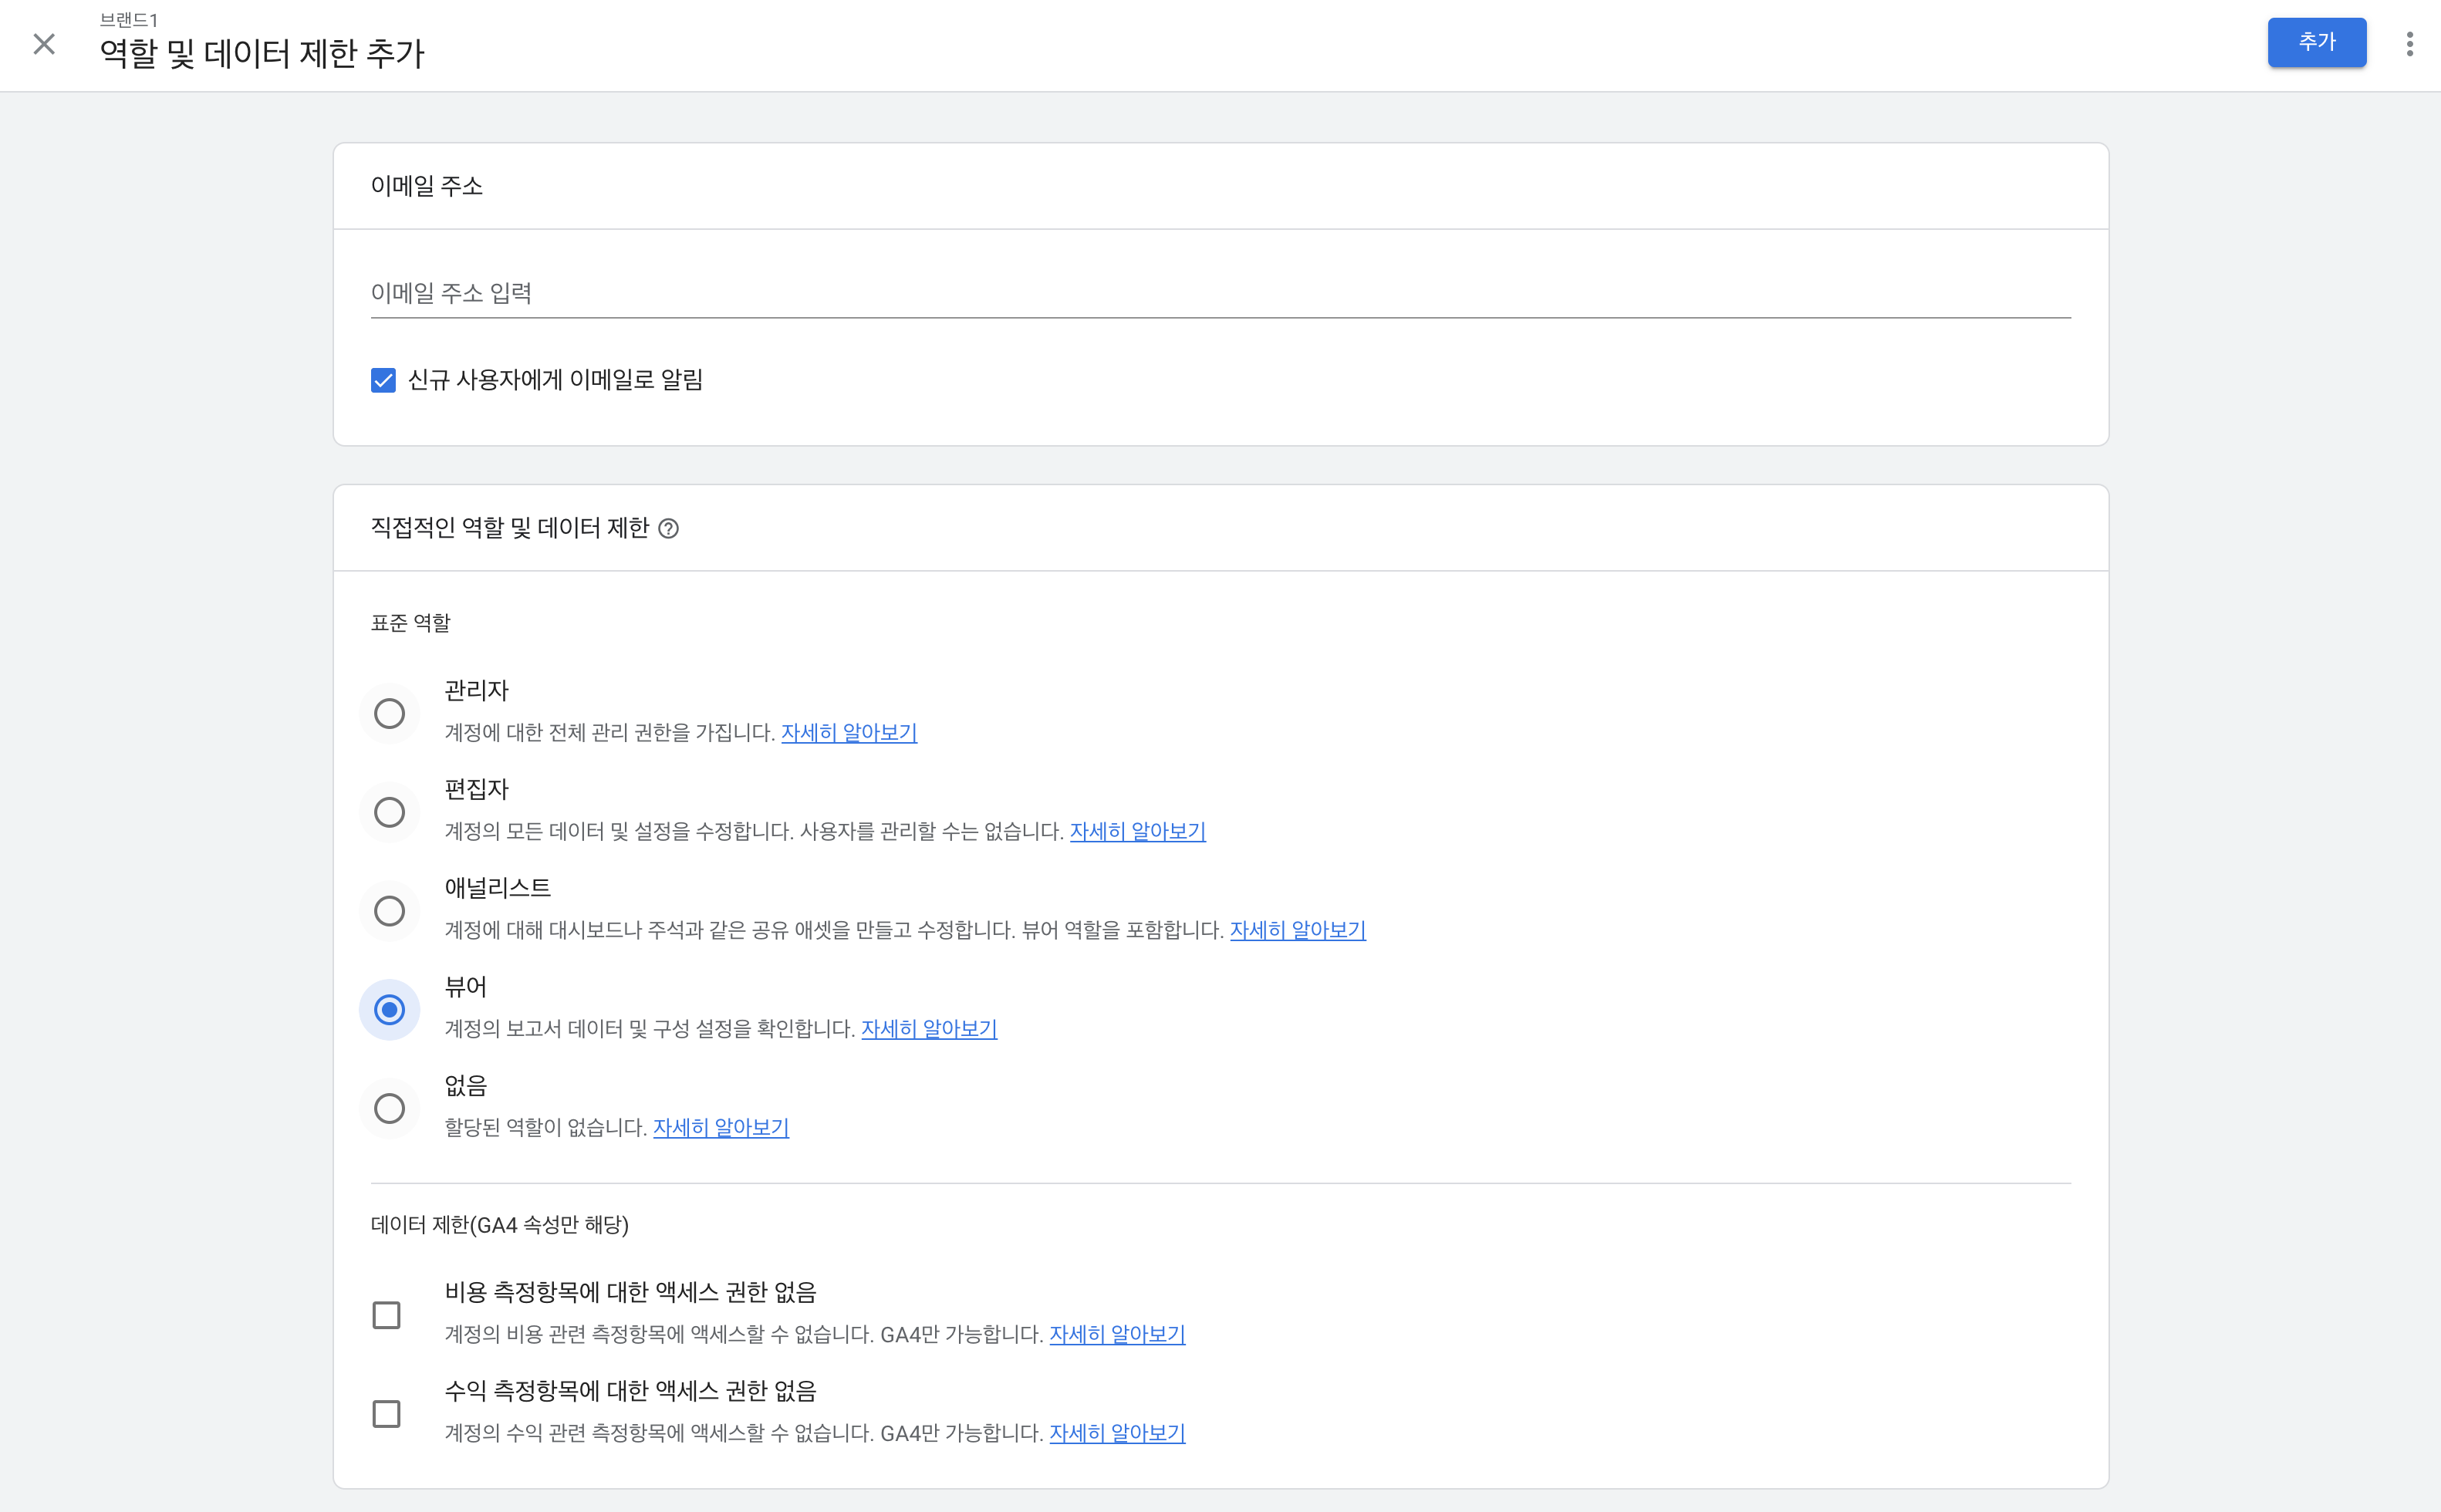 브랜드1
역할 및 데이터 제한 추가
추가
이메일 주소
이메일 주소 입력
신규 사용자에게 이메일로 알림
직접적인 역할 및 데이터 제한
표준 역할
관리자
계정에 대한 전체 관리 권한을 가집니다. 자세히 알아보기
편집자
계정의 모든 데이터 및 설정을 수정합니다. 사용자를 관리할 수는 없습니다. 자세히 알아보기
애널리스트
계정에 대해 대시보드나 주석과 같은 공유 애셋을 만들고 수정합니다. 뷰어 역할을 포함합니다. 자세히 알아보기
뷰어
계정의 보고서 데이터 및 구성 설정을 확인합니다. 자세히 알아보기
없음
할당된 역할이 없습니다. 자세히 알아보기
데이터 제한(GA4 속성만 해당)
비용 측정항목에 대한 액세스 권한 없음
계정의 비용 관련 측정항목에 액세스할 수 없습니다. GA4만 가능합니다. 자세히 알아보기
수익 측정항목에 대한 액세스 권한 없음
계정의 수익 관련 측정항목에 액세스할 수 없습니다. GA4만 가능합니다. 자세히 알아보기